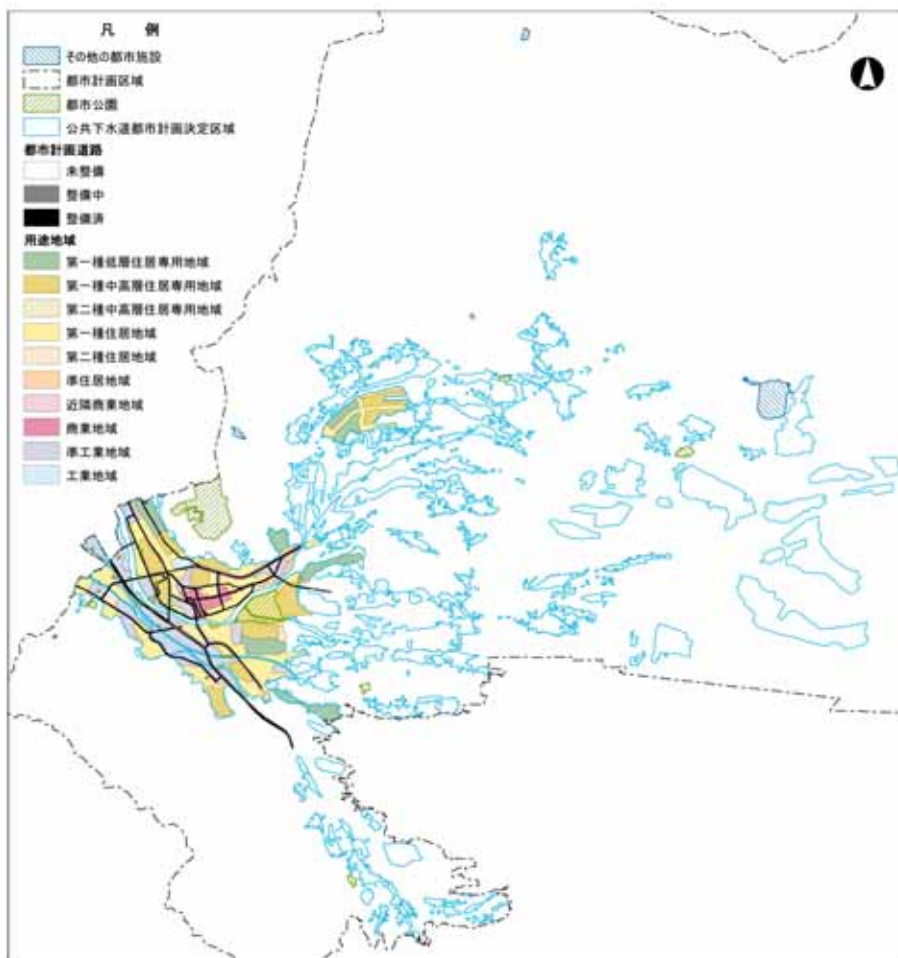 凡 例
その他の都市施設
都市計画区域
都市公園
公共下水道都市計画決定区域
都市計画道路
未整備
整備中
整備済
用途地域
第一種低層住居専用地域
第一種中高層住居専用地域
第二種中高層住居専用地域
第一種住居地域
第二種住居地域
準住居地域
近隣商業地域
商業地域
準工業地域
工業地域